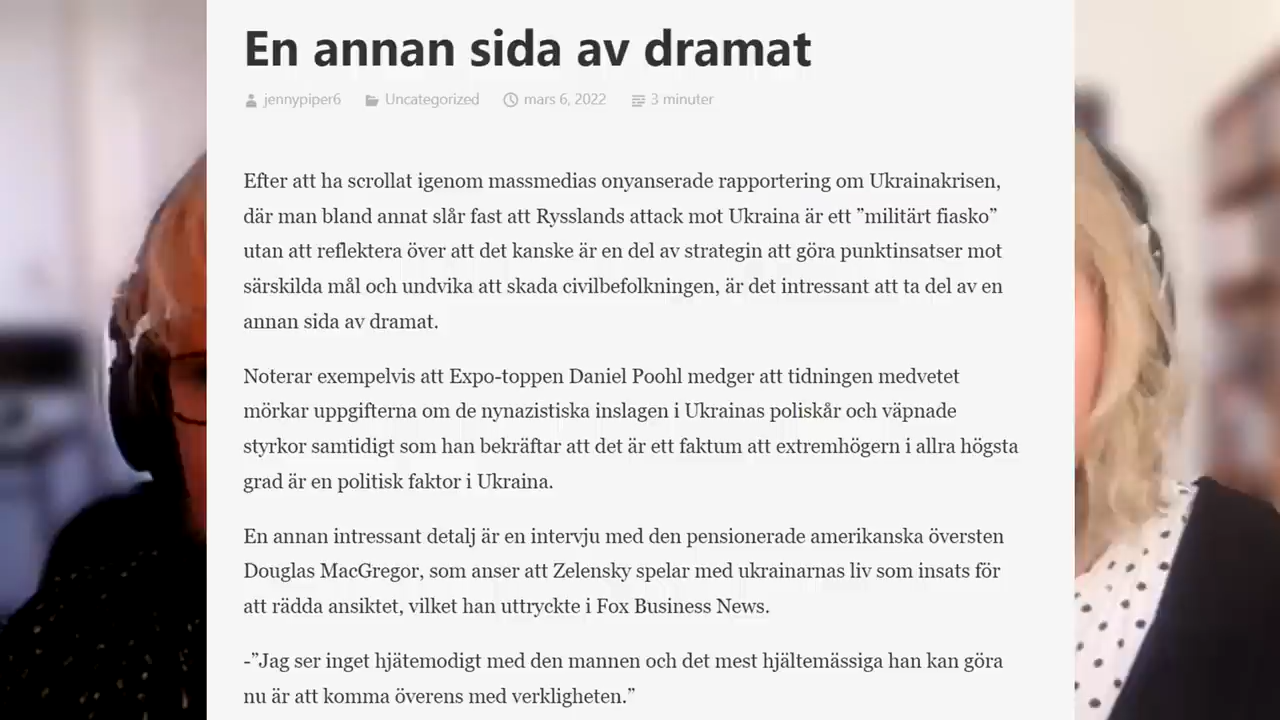 En annan sida av dramat
jennypiper6 Uncategorized mars 6, 2022 3 minuter
Efter att ha scrollat igenom massmedias onyanserade rapportering om Ukrainakrisen,
där man bland annat slår fast att Rysslands attack mot Ukraina är ett ”militärt fiasko”
utan att reflektera över att det kanske är en del av strategin att göra punktinsatser mot
särskilda mål och undvika att skada civilbefolkningen, är det intressant att ta del av en
annan sida av dramat.
Noterar exempelvis att Expo-toppen Daniel Poohl medger att tidningen medvetet
mörkar uppgifterna om de nynazistiska inslagen i Ukrainas poliskår och väpnade
styrkor samtidigt som han bekräftar att det är ett faktum att extremhögern i allra högsta
grad är en politisk faktor i Ukraina.
En annan intressant detalj är en intervju med den pensionerade amerikanska översten
Douglas MacGregor, som anser att Zelensky spelar med ukrainarnas liv som insats för
att rädda ansiktet, vilket han uttryckte i Fox Business News.
-”Jag ser inget hjätemodigt med den mannen och det mest hjältemässiga han kan göra
nu är att komma överens med verkligheten.”